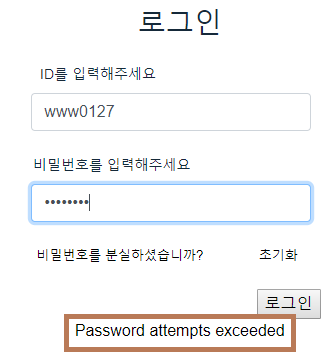 로그인
ID를 입력해주세요
www0127
비밀번호를 입력해주세요
••••••••
비밀번호를 분실하셨습니까? 초기화
로그인
Password attempts exceeded